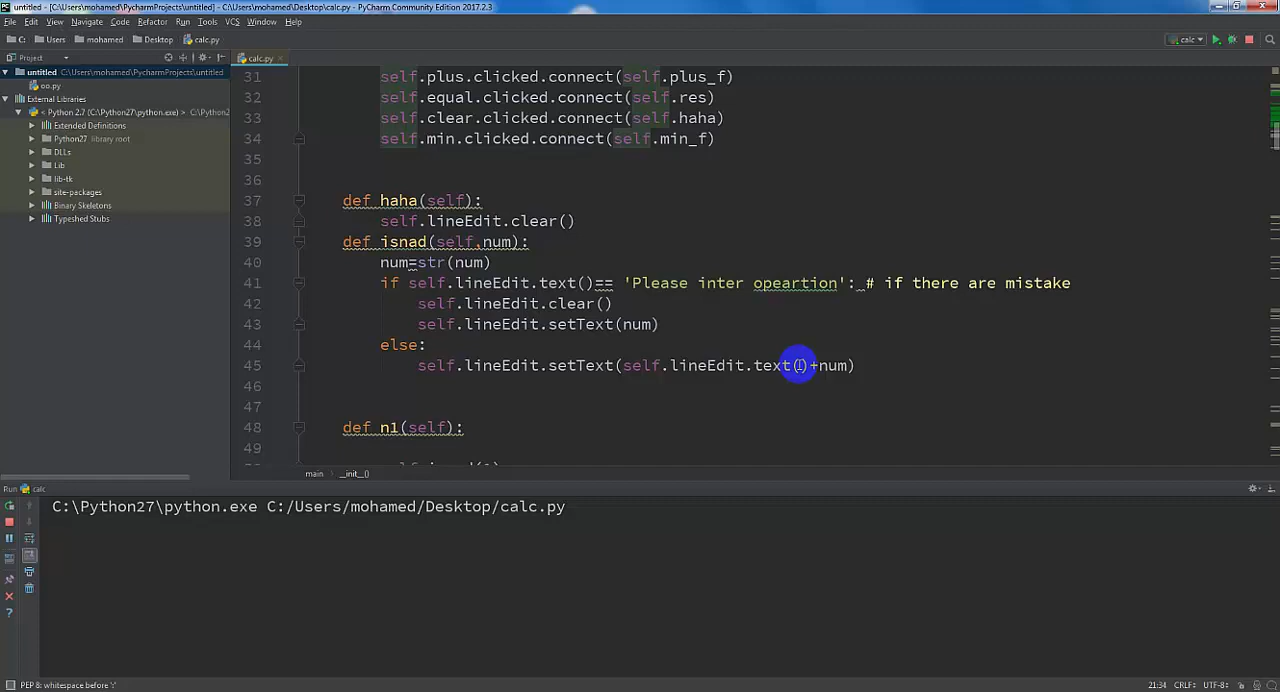 untitled - [C:\Users\mohamed\PycharmProjects\untitled] - C:\Users\mohamed\Desktop\calc.py - PyCharm Community Edition 2017.2.3
File Edit View Navigate Code Refactor Run Tools VCS Window Help
C: Users mohamed Desktop calc.py
calc
Project
calc.py
untitled C:\Users\mohamed\PycharmProjects\untitled
oo.py
External Libraries
< Python 2.7 (C:\Python27\python.exe) > C:\Python2
Extended Definitions
Python27 library root
DLLs
Lib
lib-tk
site-packages
Binary Skeletons
Typeshed Stubs
31 self.plus.clicked.connect(self.plus_f)
32 self.equal.clicked.connect(self.res)
33 self.clear.clicked.connect(self.haha)
34 self.min.clicked.connect(self.min_f)
35
36
37 def haha(self):
38 self.lineEdit.clear()
39 def isnad(self,num):
40 num=str(num)
41 if self.lineEdit.text()== 'Please inter opeartion': # if there are mistake
42 self.lineEdit.clear()
43 self.lineEdit.setText(num)
44 else:
45 self.lineEdit.setText(self.lineEdit.text()+num)
46
47
48 def n1(self):
49
main __init__()
Run calc
C:\Python27\python.exe C:/Users/mohamed/Desktop/calc.py
PEP 8: whitespace before ':'
21:34 CRLF: UTF-8: